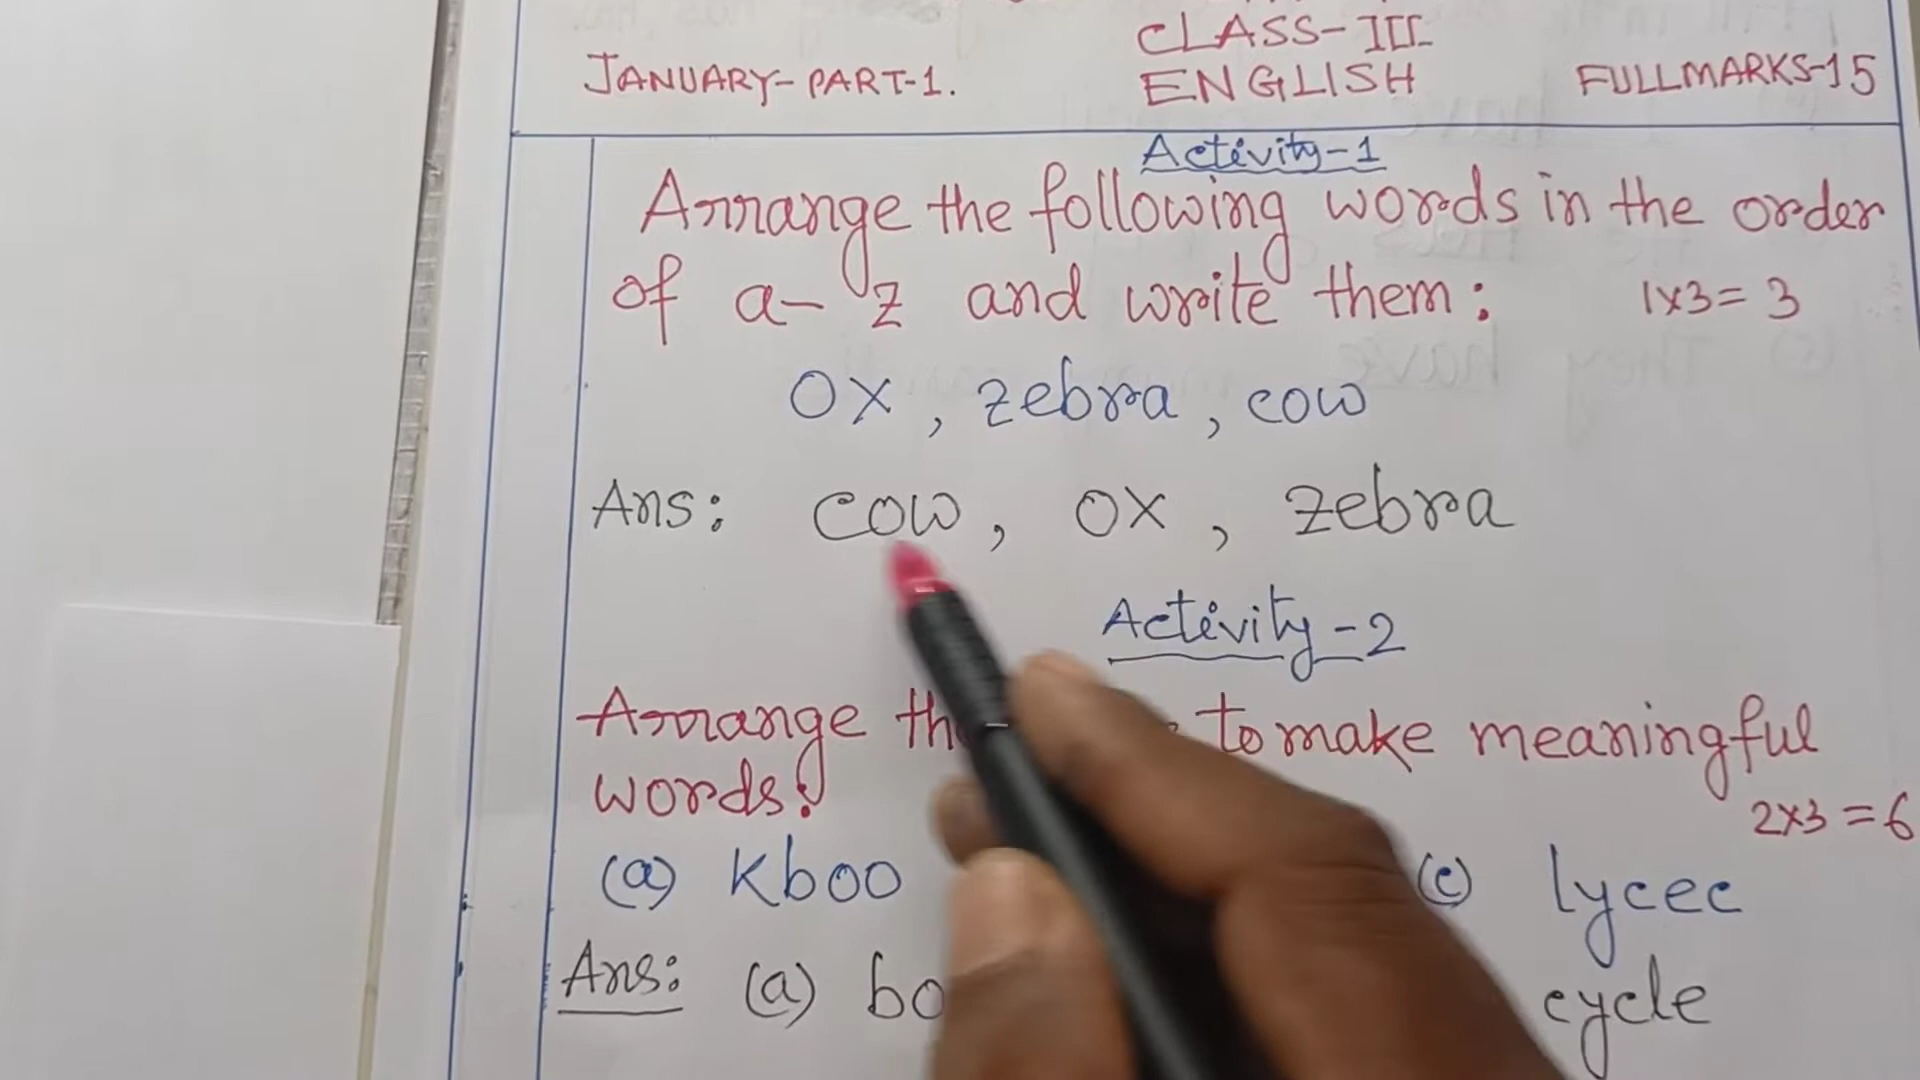 CLASS-III
JANUARY-PART-1. ENGLISH FULLMARKS-15
Activity-1
Arrange the following words in the order
of a-z and write them: 1x3=3
ox, zebra, cow
Ans: cow, ox, zebra
Activity-2
Arrange to make meaningful
words: 2x3=6
(a) kboo (c) lycec
Ans: (a) cycle